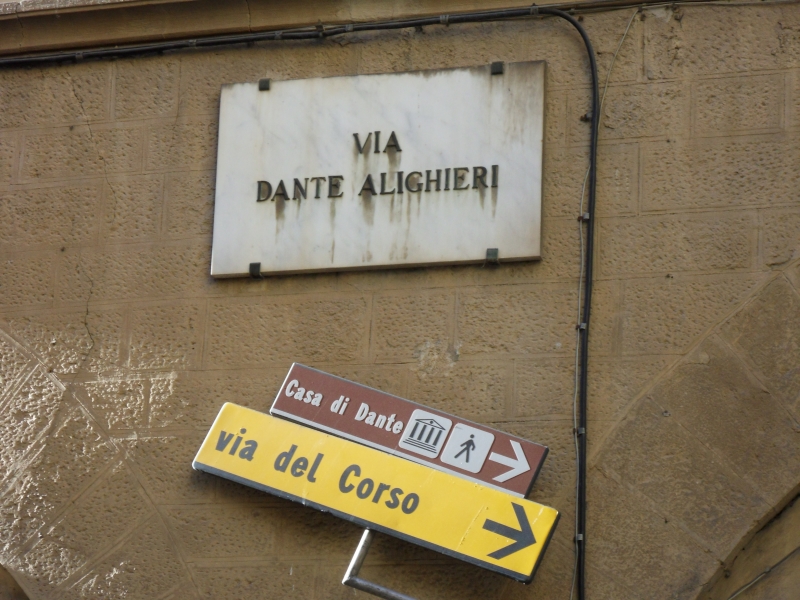 VIA
DANTE ALIGHIERI
Casa di Dante
via del Corso